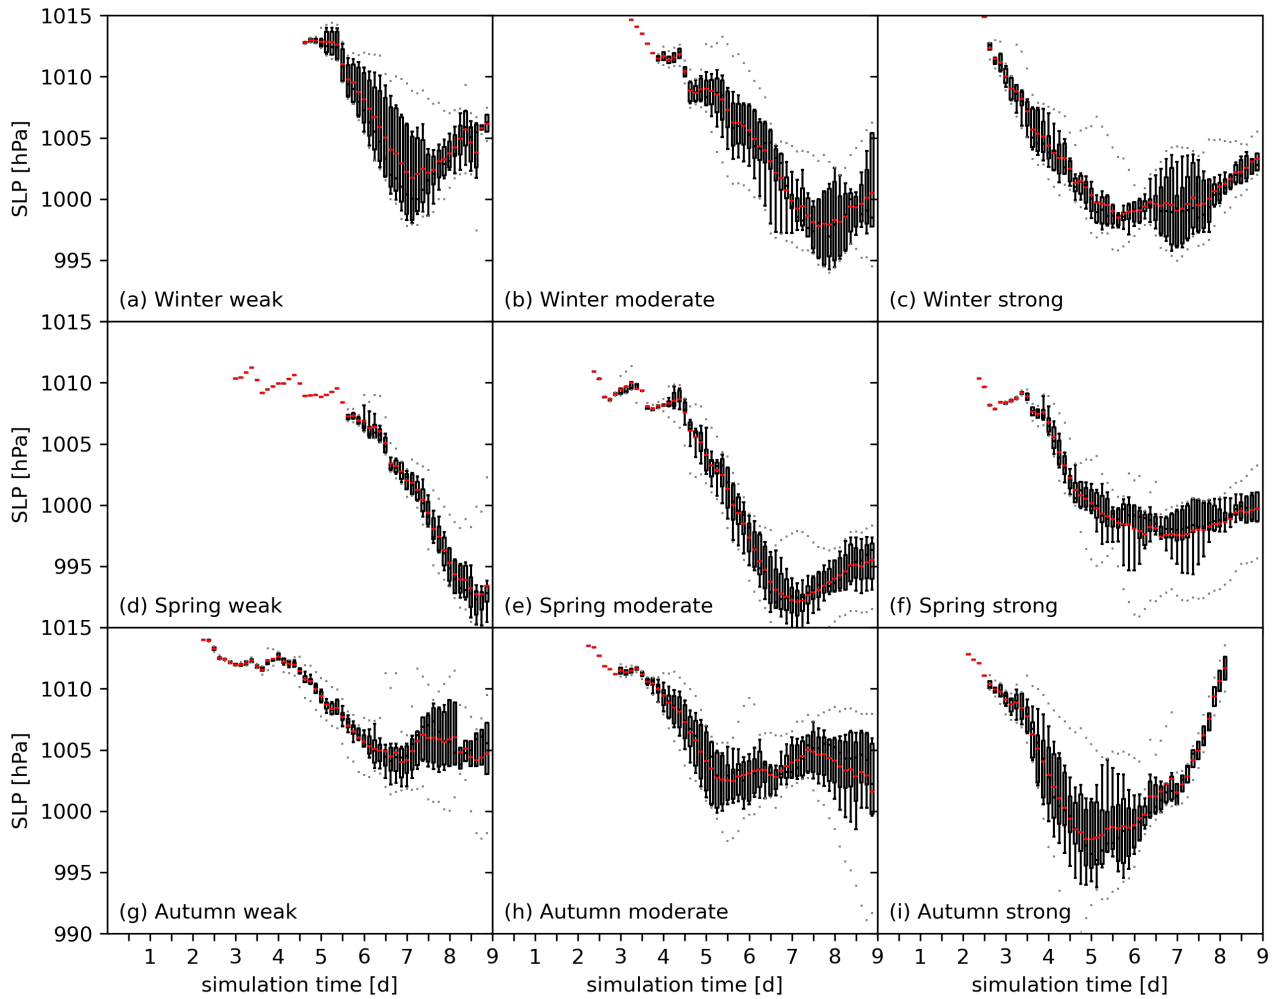 1015
1010
1005
1000
995
SLP [hPa]
(a) Winter weak
(b) Winter moderate
(c) Winter strong
1015
1010
1005
1000
995
SLP [hPa]
(d) Spring weak
(e) Spring moderate
(f) Spring strong
1015
1010
1005
1000
995
990
SLP [hPa]
(g) Autumn weak
(h) Autumn moderate
(i) Autumn strong
1 2 3 4 5 6 7 8 9 1 2 3 4 5 6 7 8 9 1 2 3 4 5 6 7 8 9
simulation time [d] simulation time [d] simulation time [d]